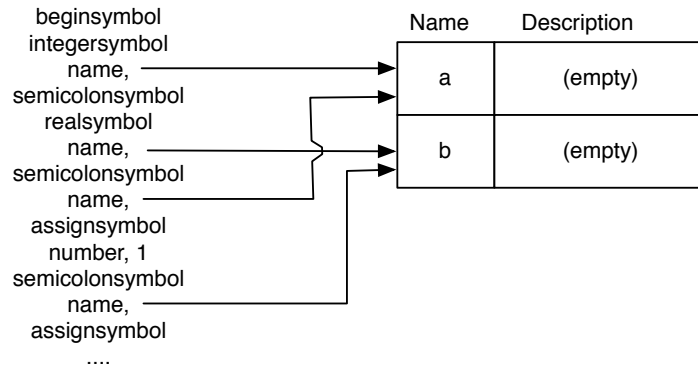 beginsymbol
integersymbol
name,
semicolonsymbol
realsymbol
name,
semicolonsymbol
name,
assignsymbol
number, 1
semicolonsymbol
name,
assignsymbol
....
Name Description
a (empty)
b (empty)